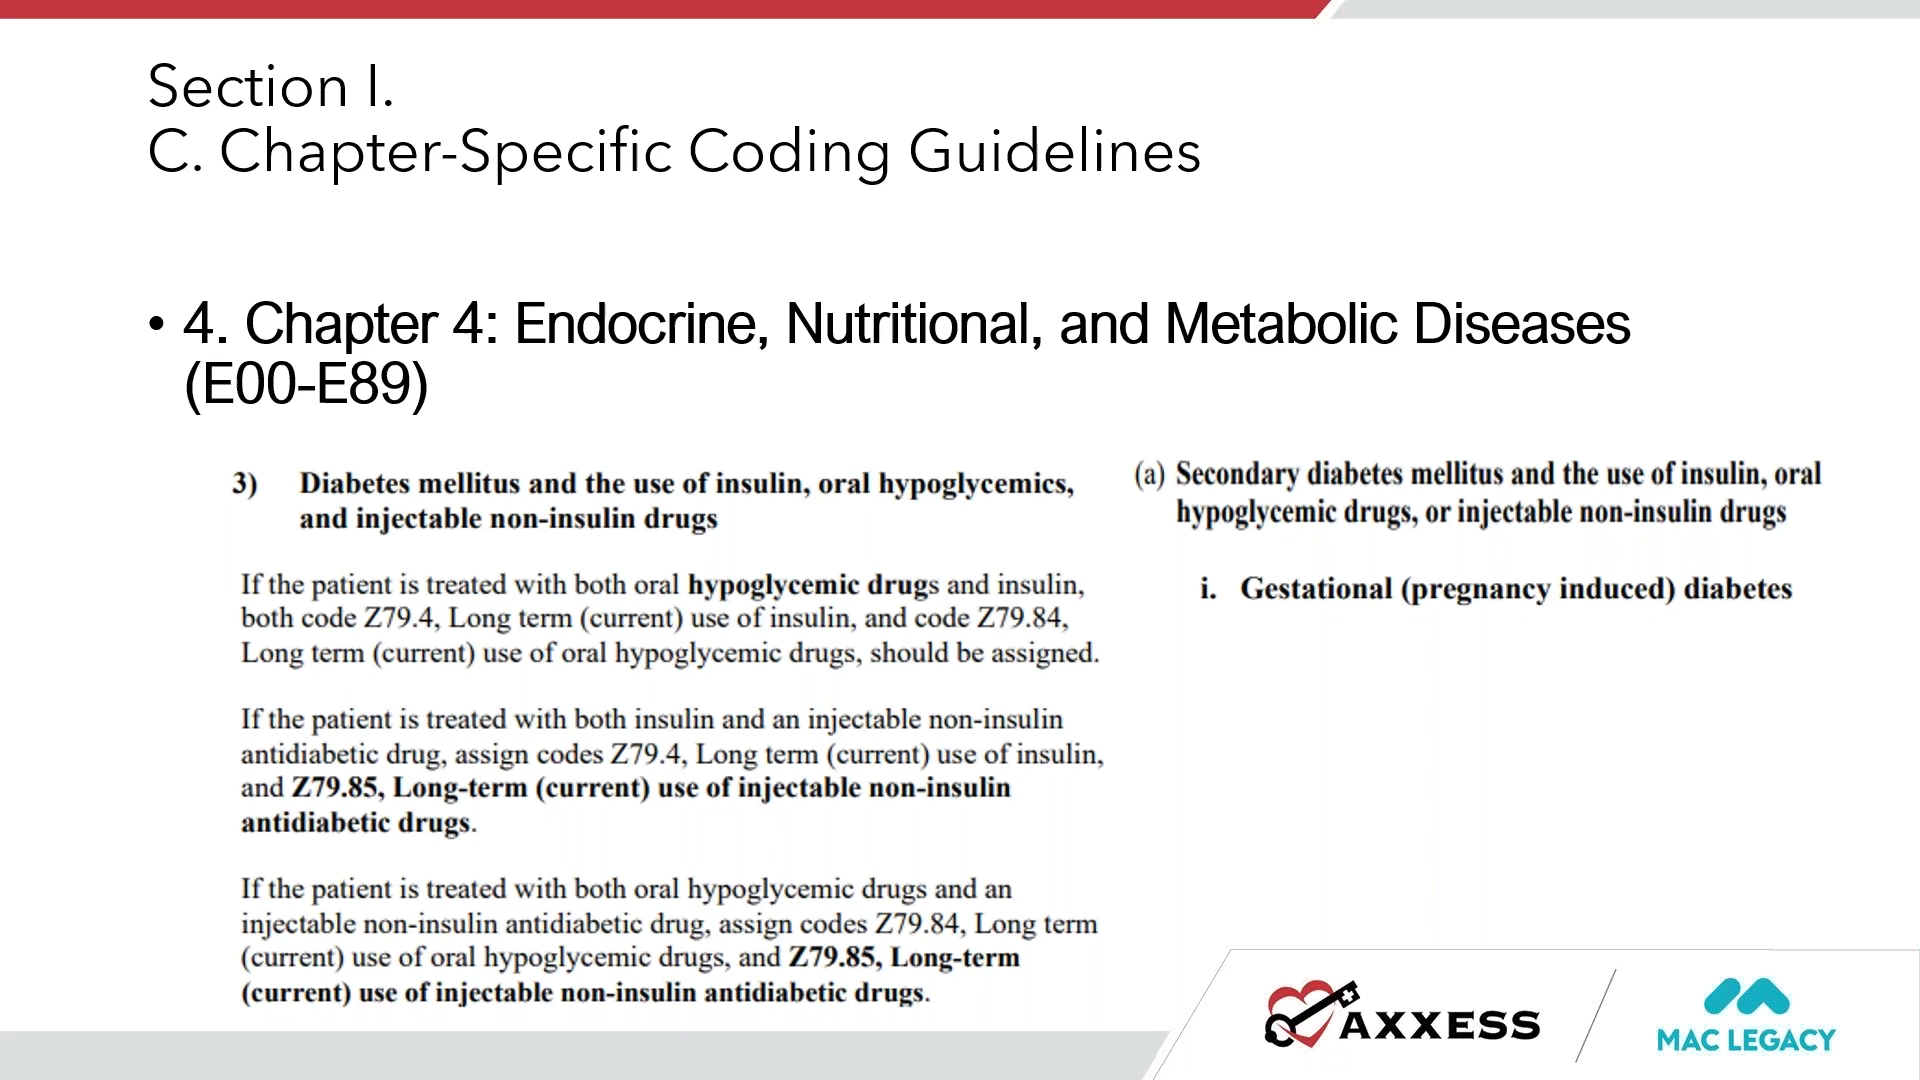 Section I.
C. Chapter-Specific Coding Guidelines
• 4. Chapter 4: Endocrine, Nutritional, and Metabolic Diseases
(E00-E89)
3) Diabetes mellitus and the use of insulin, oral hypoglycemics,
and injectable non-insulin drugs
If the patient is treated with both oral hypoglycemic drugs and insulin,
both code Z79.4, Long term (current) use of insulin, and code Z79.84,
Long term (current) use of oral hypoglycemic drugs, should be assigned.
If the patient is treated with both insulin and an injectable non-insulin
antidiabetic drug, assign codes Z79.4, Long term (current) use of insulin,
and Z79.85, Long-term (current) use of injectable non-insulin
antidiabetic drugs.
If the patient is treated with both oral hypoglycemic drugs and an
injectable non-insulin antidiabetic drug, assign codes Z79.84, Long term
(current) use of oral hypoglycemic drugs, and Z79.85, Long-term
(current) use of injectable non-insulin antidiabetic drugs.
(a) Secondary diabetes mellitus and the use of insulin, oral
hypoglycemic drugs, or injectable non-insulin drugs
i. Gestational (pregnancy induced) diabetes
AXXESS
MAC LEGACY